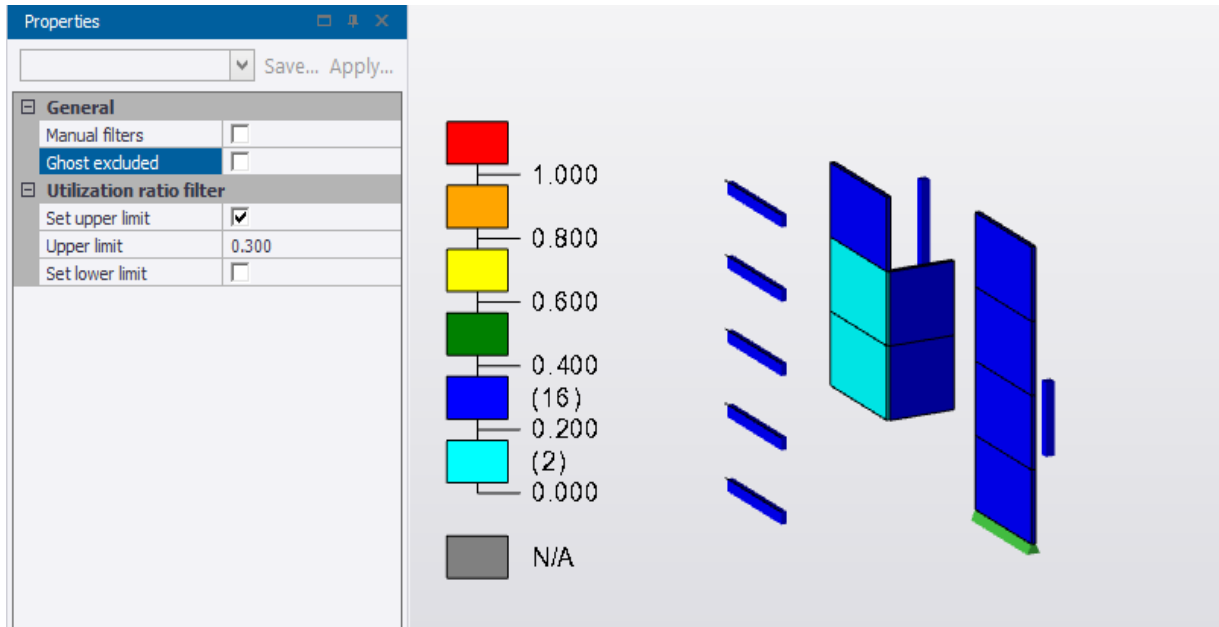 Properties
Save... Apply...
General
Manual filters
Ghost excluded
Utilization ratio filter
Set upper limit
Upper limit 0.300
Set lower limit
1.000
0.800
0.600
0.400
(16)
0.200
(2)
0.000
N/A